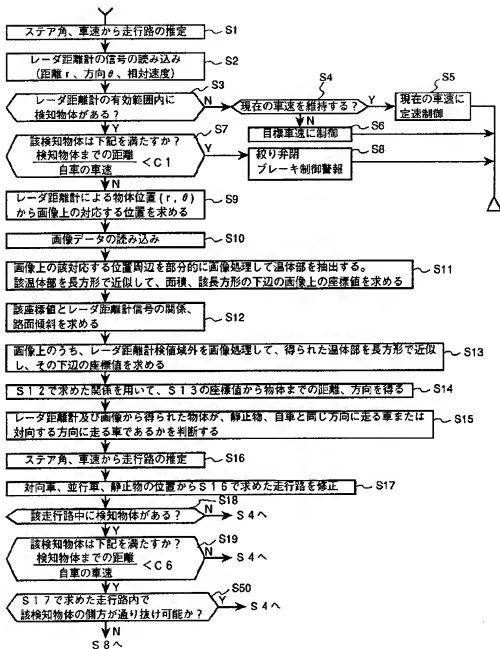 ステア角、車速から走行路の推定
S1
レーダ距離計の信号の読み込み
(距離r、方向θ、相対速度)
S2
S3
レーダ距離計の有効範囲内に
検知物体がある?
N
Y
S4
現在の車速を維持する?
Y
N
S5
現在の車速に
定速制御
目標車速に制御
S6
S7
該検知物体は下記を満たすか?
検知物体までの距離
自車の車速
<C1
Y
N
絞り弁閉
ブレーキ制御警報
S8
レーダ距離計による物体位置(r,θ)
から画像上の対応する位置を求める
S9
画像データの読み込み
S10
画像上の該対応する位置周辺を部分的に画像処理して温体部を抽出する。
該温体部を長方形で近似して、面積、該長方形の下辺の画像上の座標値を求める
S11
該座標値とレーダ距離計信号の関係、
路面傾斜を求める
S12
画像上のうち、レーダ距離計検値域外を画像処理して、得られた温体部を長方形で近似
し、その下辺の座標値を求める
S13
S12で求めた関係を用いて、S13の座標値から物体までの距離、方向を得る
S14
レーダ距離計及び画像から得られた物体が、静止物、自車と同じ方向に走る車または
対向する方向に走る車であるかを判断する
S15
ステア角、車速から走行路の推定
S16
対向車、並行車、静止物の位置からS16で求めた走行路を修正
S17
S18
該走行路中に検知物体がある?
N
S4へ
Y
S19
該検知物体は下記を満たすか?
検知物体までの距離
自車の車速
<C6
N
S4へ
Y
S50
S17で求めた走行路内で
該検知物体の側方が通り抜け可能か?
Y
S4へ
N
S8へ